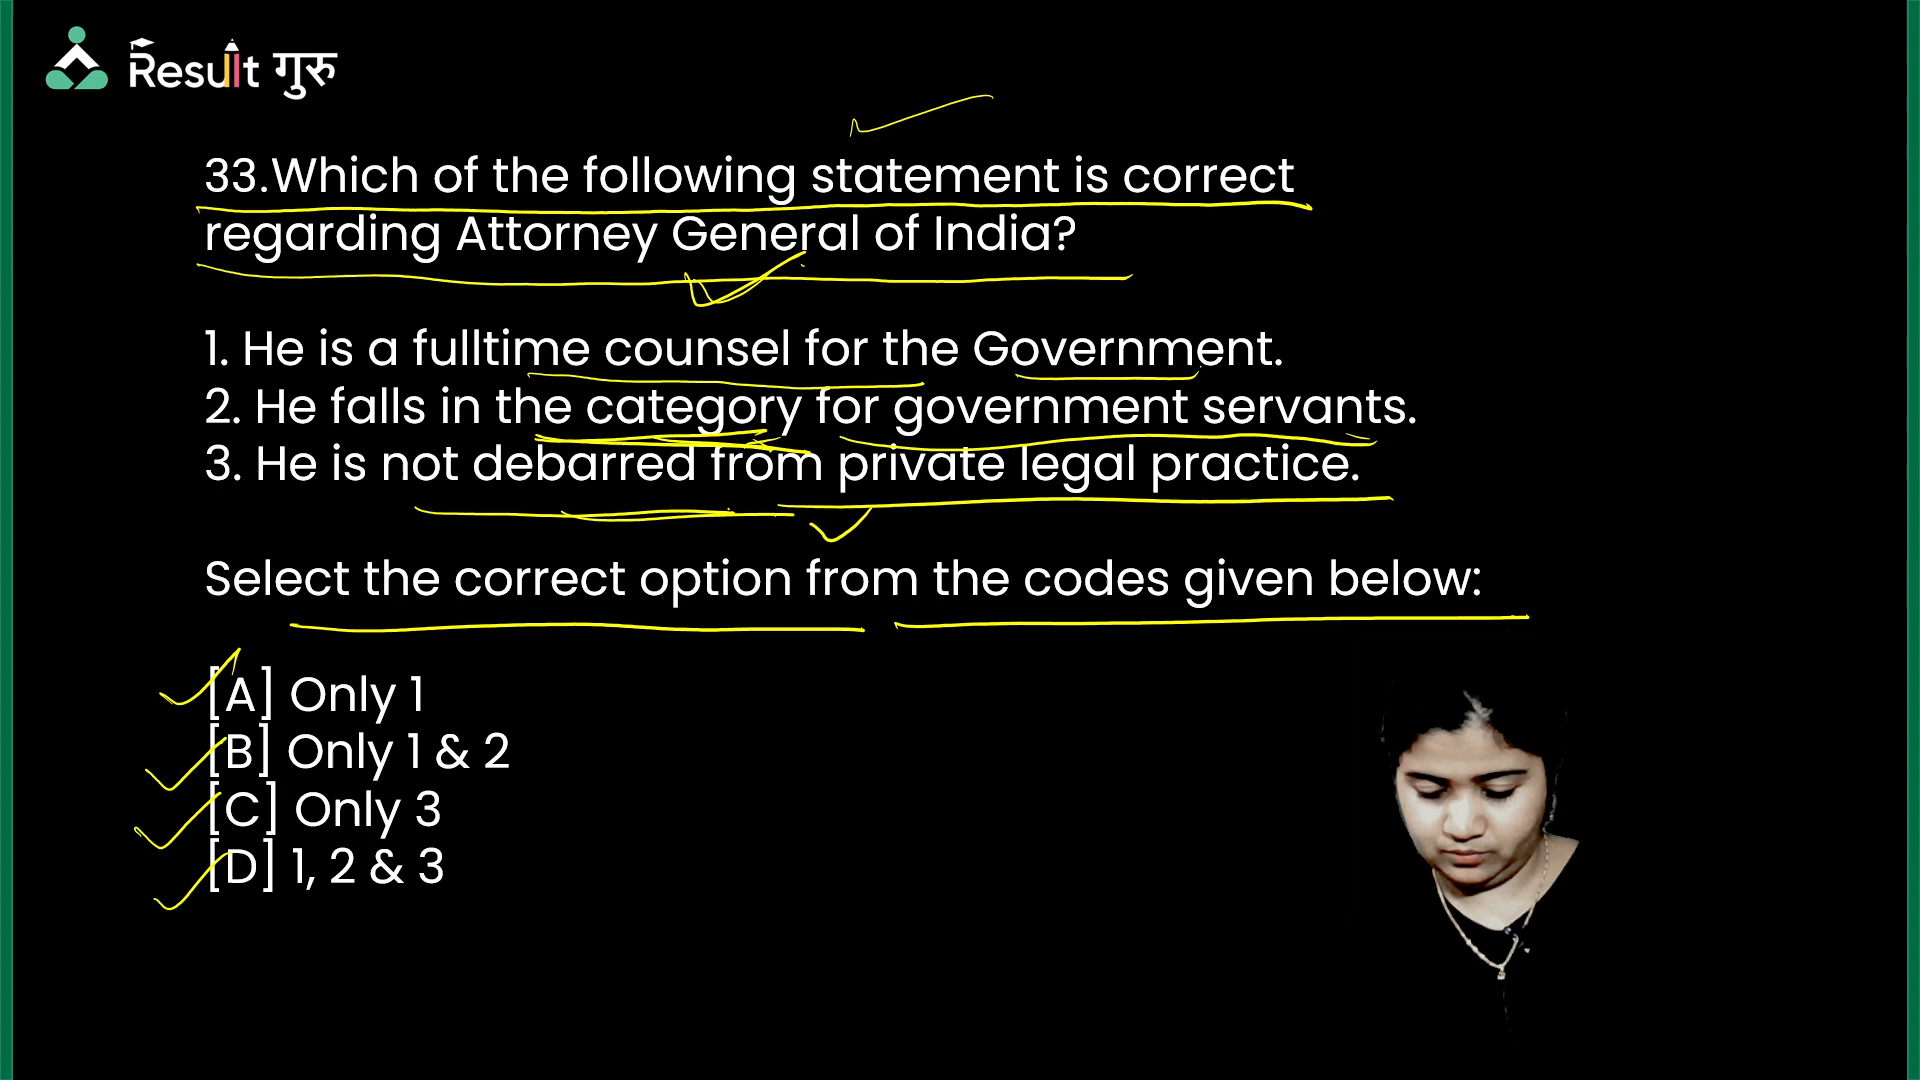 Result गुरु
33.Which of the following statement is correct
regarding Attorney General of India?
1. He is a fulltime counsel for the Government.
2. He falls in the category for government servants.
3. He is not debarred from private legal practice.
Select the correct option from the codes given below:
[A] Only 1
[B] Only 1 & 2
[C] Only 3
[D] 1, 2 & 3